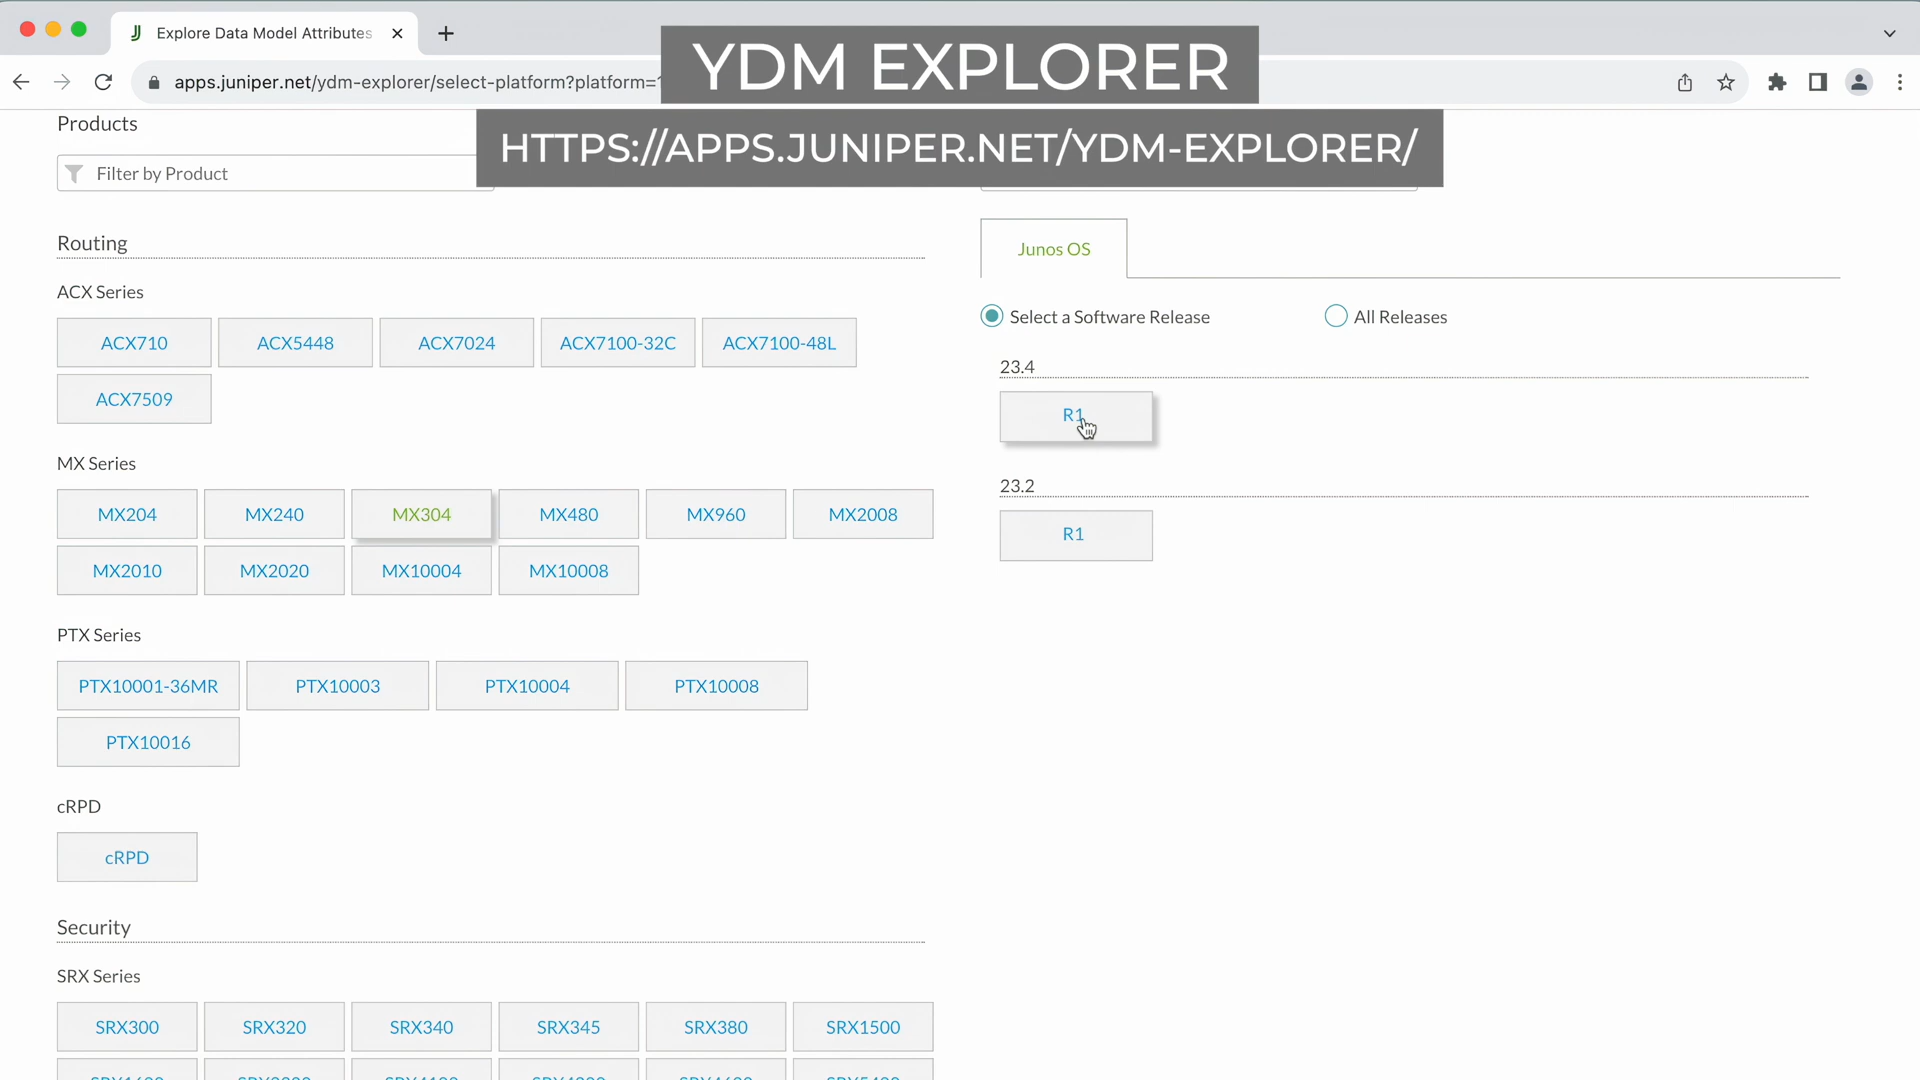 Explore Data Model Attributes
YDM EXPLORER
apps.juniper.net/ydm-explorer/select-platform?platform=
HTTPS://APPS.JUNIPER.NET/YDM-EXPLORER/
Products
Filter by Product
Routing
ACX Series
ACX710 ACX5448 ACX7024 ACX7100-32C ACX7100-48L
ACX7509
MX Series
MX204 MX240 MX304 MX480 MX960 MX2008
MX2010 MX2020 MX10004 MX10008
PTX Series
PTX10001-36MR PTX10003 PTX10004 PTX10008
PTX10016
cRPD
cRPD
Security
SRX Series
SRX300 SRX320 SRX340 SRX345 SRX380 SRX1500
Junos OS
Select a Software Release All Releases
23.4
R1
23.2
R1